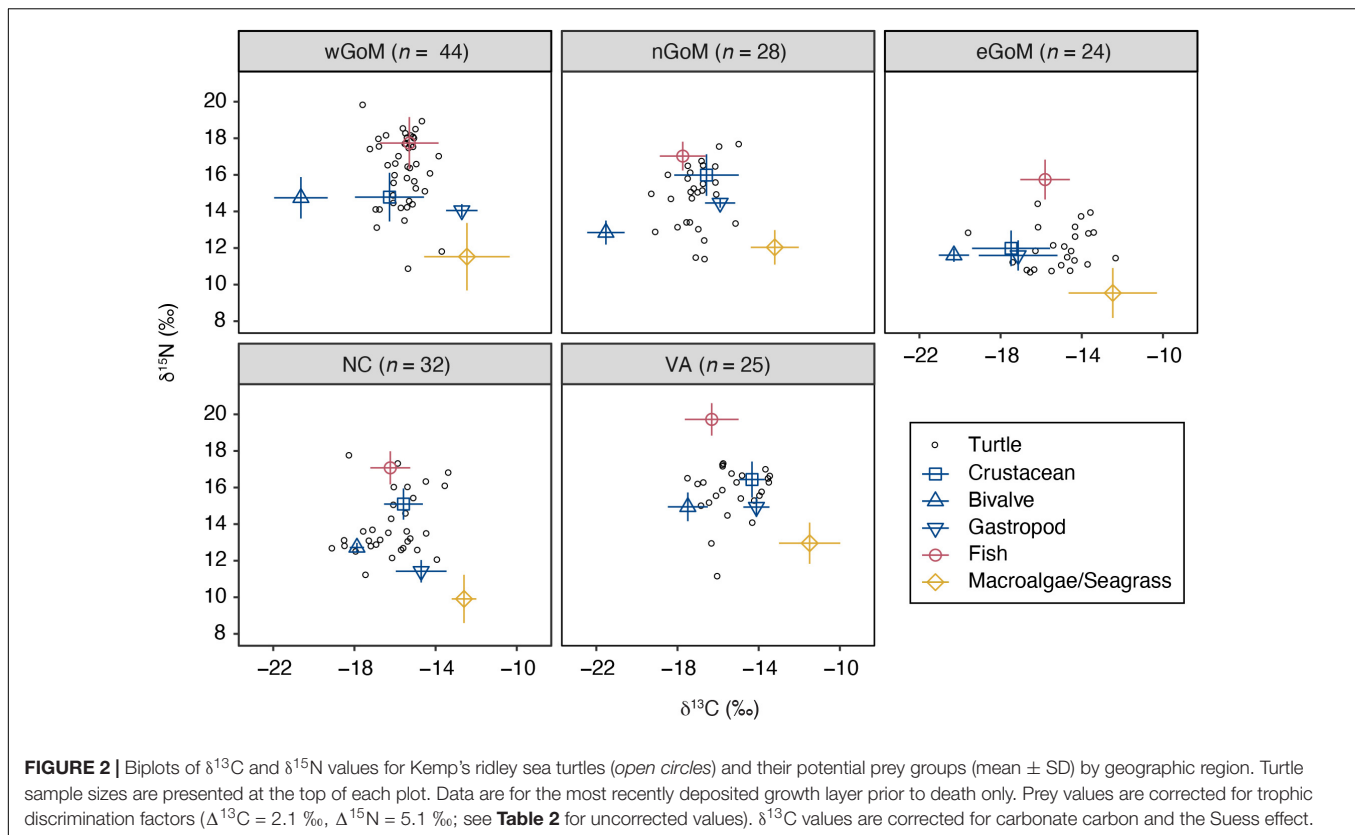 wGoM (n = 44)
nGoM (n = 28)
eGoM (n = 24)
20
18
16
14
12
10
8
−22
−18
−14
−10
δ15N (‰)
NC (n = 32)
VA (n = 25)
20
18
16
14
12
10
8
−22
−18
−14
−10
−22
−18
−14
−10
δ13C (‰)
Turtle
Crustacean
Bivalve
Gastropod
Fish
Macroalgae/Seagrass
FIGURE 2 | Biplots of δ13C and δ15N values for Kemp's ridley sea turtles (open circles) and their potential prey groups (mean ± SD) by geographic region. Turtle
sample sizes are presented at the top of each plot. Data are for the most recently deposited growth layer prior to death only. Prey values are corrected for trophic
discrimination factors (Δ13C = 2.1 ‰, Δ15N = 5.1 ‰; see Table 2 for uncorrected values). δ13C values are corrected for carbonate carbon and the Suess effect.